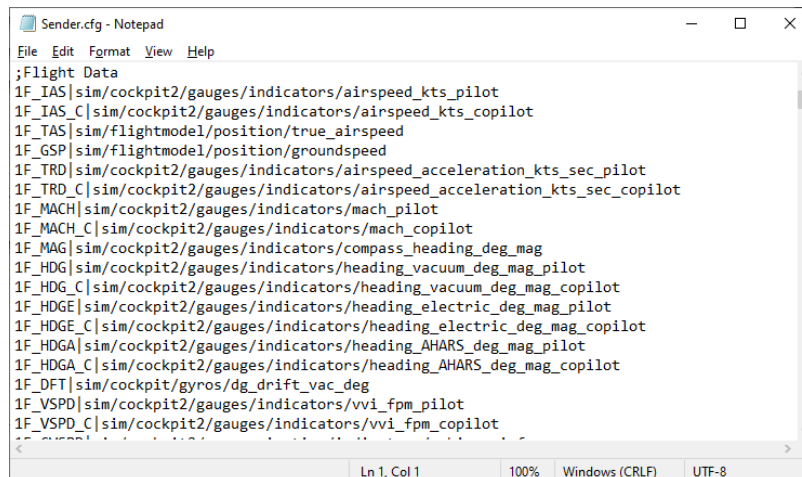 Sender.cfg - Notepad
File Edit Format View Help
;Flight Data
1F_IAS|sim/cockpit2/gauges/indicators/airspeed_kts_pilot
1F_IAS_C|sim/cockpit2/gauges/indicators/airspeed_kts_copilot
1F_TAS|sim/flightmodel/position/true_airspeed
1F_GSP|sim/flightmodel/position/groundspeed
1F_TRD|sim/cockpit2/gauges/indicators/airspeed_acceleration_kts_sec_pilot
1F_TRD_C|sim/cockpit2/gauges/indicators/airspeed_acceleration_kts_sec_copilot
1F_MACH|sim/cockpit2/gauges/indicators/mach_pilot
1F_MACH_C|sim/cockpit2/gauges/indicators/mach_copilot
1F_MAG|sim/cockpit2/gauges/indicators/compass_heading_deg_mag
1F_HDG|sim/cockpit2/gauges/indicators/heading_vacuum_deg_mag_pilot
1F_HDG_C|sim/cockpit2/gauges/indicators/heading_vacuum_deg_mag_copilot
1F_HDGE|sim/cockpit2/gauges/indicators/heading_electric_deg_mag_pilot
1F_HDGE_C|sim/cockpit2/gauges/indicators/heading_electric_deg_mag_copilot
1F_HDGA|sim/cockpit2/gauges/indicators/heading_AHARS_deg_mag_pilot
1F_HDGA_C|sim/cockpit2/gauges/indicators/heading_AHARS_deg_mag_copilot
1F_DFT|sim/cockpit/gyros/dg_drift_vac_deg
1F_VSPD|sim/cockpit2/gauges/indicators/vvi_fpm_pilot
1F_VSPD_C|sim/cockpit2/gauges/indicators/vvi_fpm_copilot
Ln 1, Col 1 100% Windows (CRLF) UTF-8